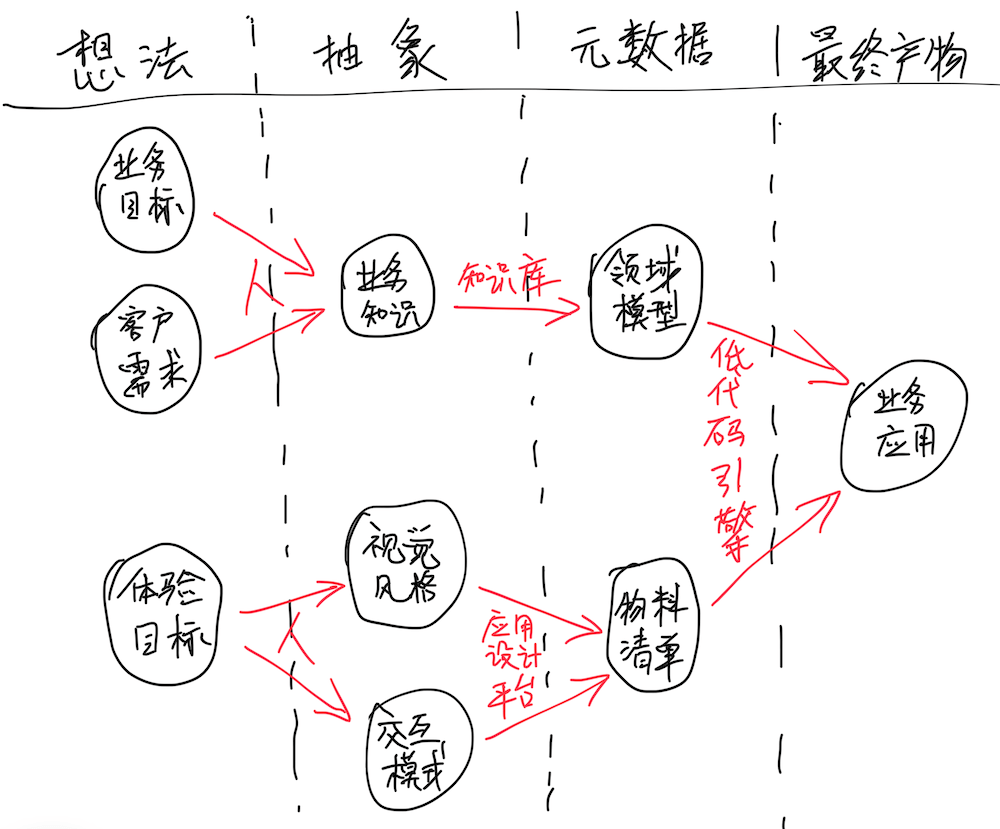 想法 抽象 元数据 最终产物
业务
目标
客户
需求
人
业务
知识
知识库
领域
模型
低
代
码
引
擎
业务
应用
体验
目标
人
视觉
风格
交互
模式
应用
设计
平台
物料
清单